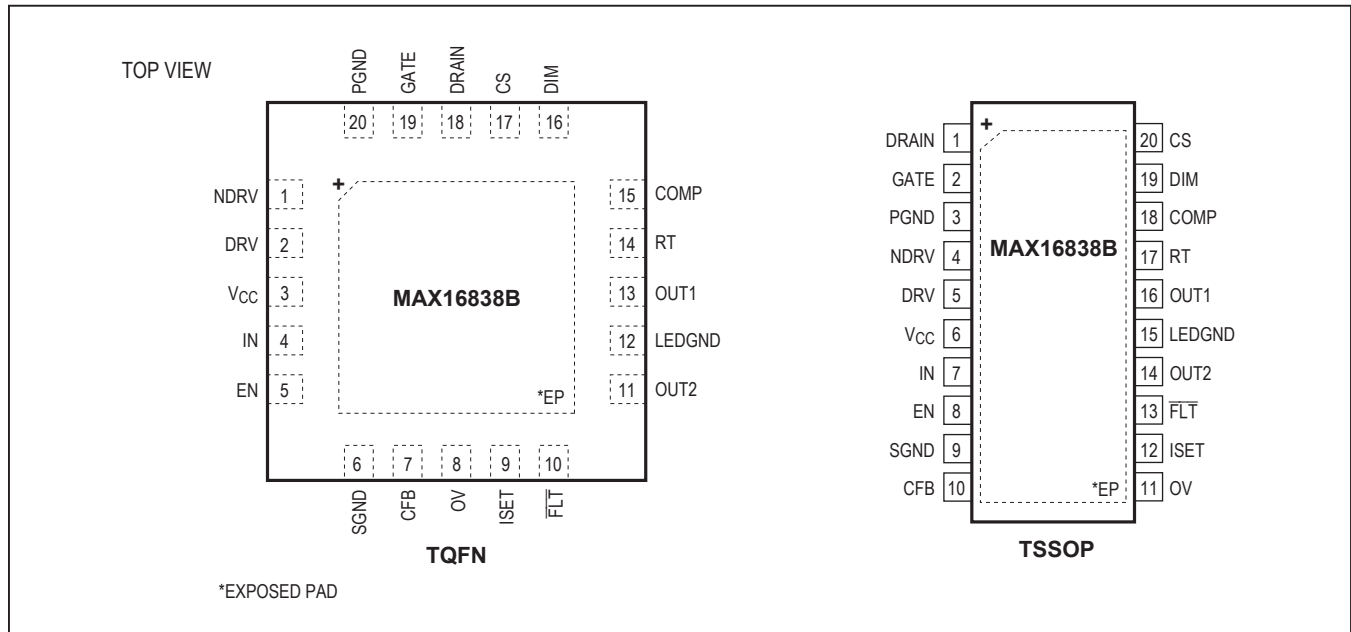 TOP VIEW
PGND
GATE
DRAIN
CS
DIM
20
19
18
17
16
+
NDRV 1
DRV 2
VCC 3
IN 4
EN 5
15 COMP
14 RT
13 OUT1
12 LEDGND
11 OUT2
MAX16838B
*EP
6
7
8
9
10
SGND
CFB
OV
ISET
F̅L̅T̅
TQFN
*EXPOSED PAD
+
DRAIN 1
GATE 2
PGND 3
NDRV 4
DRV 5
VCC 6
IN 7
EN 8
SGND 9
CFB 10
MAX16838B
20 CS
19 DIM
18 COMP
17 RT
16 OUT1
15 LEDGND
14 OUT2
13 F̅L̅T̅
12 ISET
11 OV
*EP
TSSOP